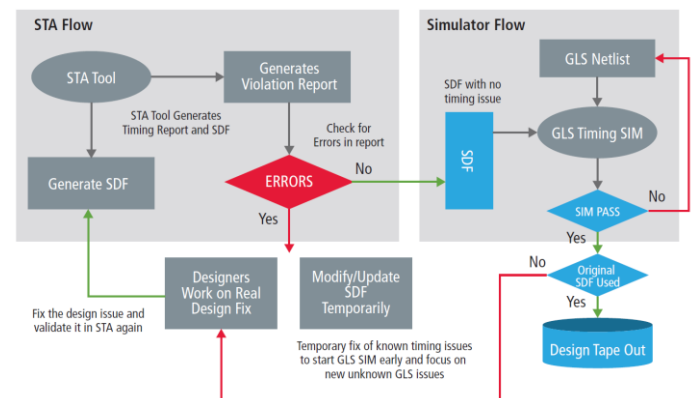 STA Flow
STA Tool
Generates
Violation Report
STA Tool Generates
Timing Report and SDF
Check for
Errors in report
Generate SDF
ERRORS
No
Yes
Designers
Work on Real
Design Fix
Modify/Update
SDF
Temporarily
Fix the design issue and
validate it in STA again
Temporary fix of known timing issues
to start GLS SIM early and focus on
new unknown GLS issues
Simulator Flow
GLS Netlist
SDF with no
timing issue
SDF
GLS Timing SIM
SIM PASS
No
Yes
No
Original
SDF Used
Yes
Design Tape Out